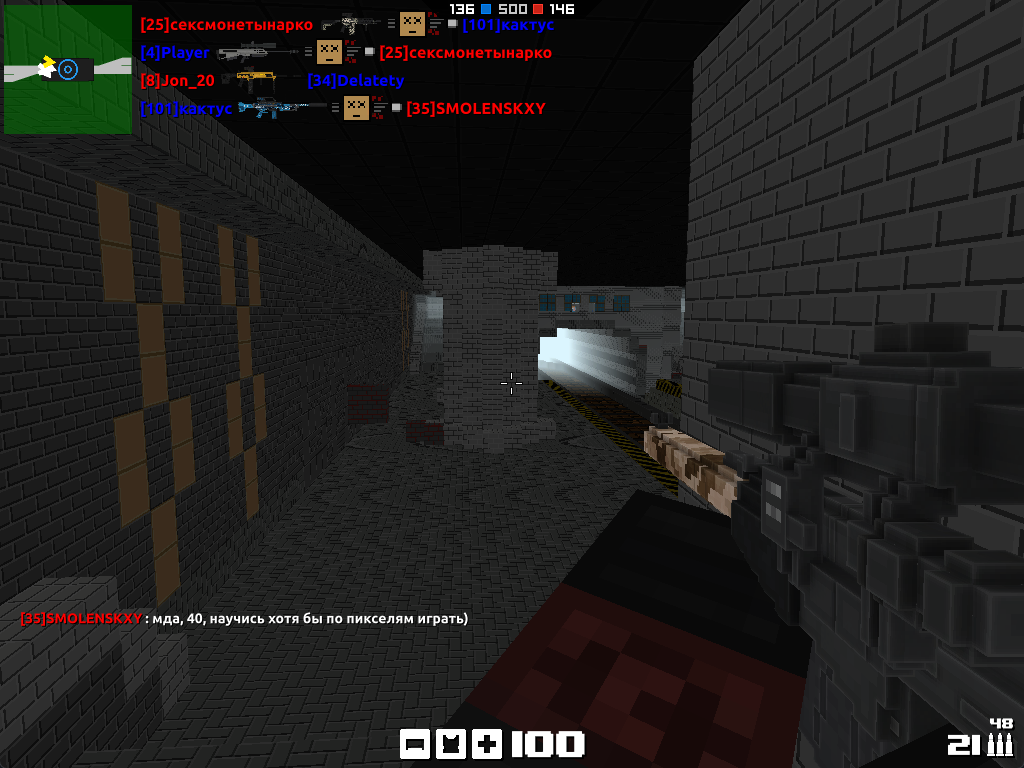 136 500 146
[25]сексмонетынарко [101]кактус
[4]Player [25]сексмонетынарко
[8]Jon_20 [34]Delatety
[101]кактус [35]SMOLENSKXY
[35]SMOLENSKXY : мда, 40, научись хотя бы по пикселям играть)
100
48
21